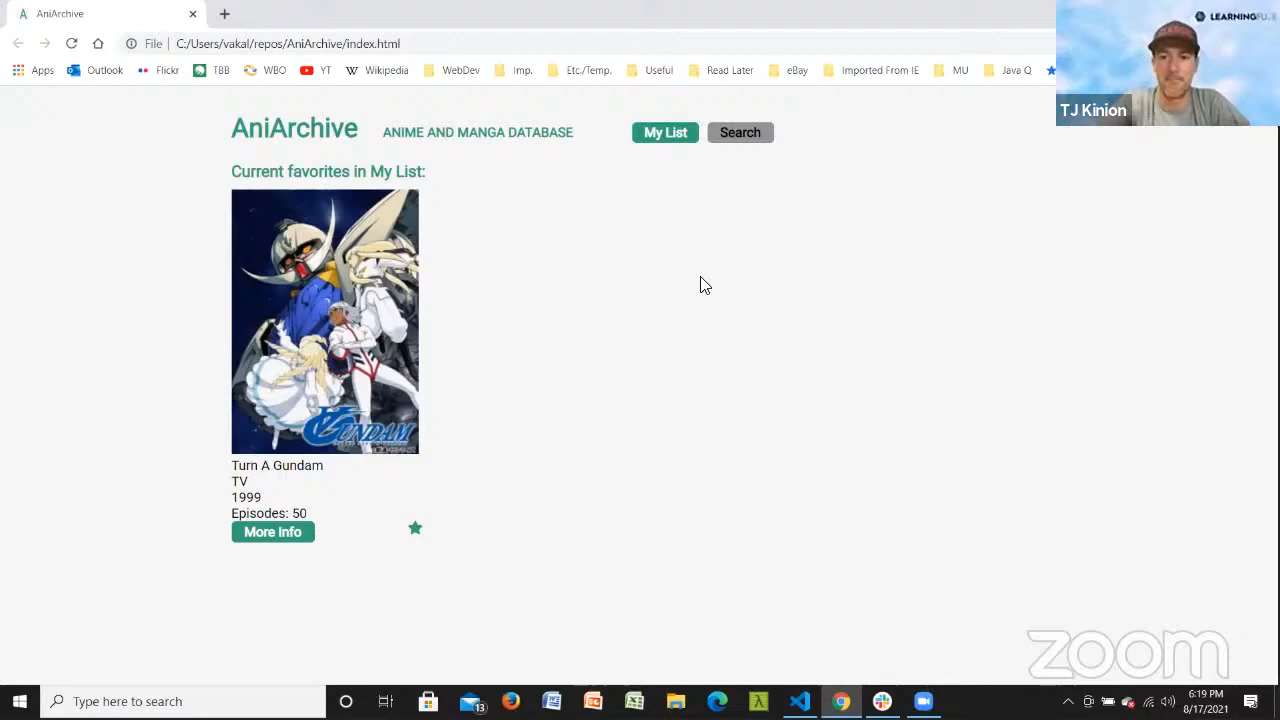 AniArchive
File | C:/Users/vakal/repos/AniArchive/index.html
Apps Outlook Flickr TBB WBO YT Wikipedia WebDev Imp. Etc./Temp. Useful Read Later eBay Imported From IE MU Java Q
LEARNINGFUZE
TJ Kinion
AniArchive ANIME AND MANGA DATABASE My List Search
Current favorites in My List:
GUNDAM
Turn A Gundam
TV
1999
Episodes: 50
More Info
zoom
Type here to search
13
6:19 PM
8/17/2021